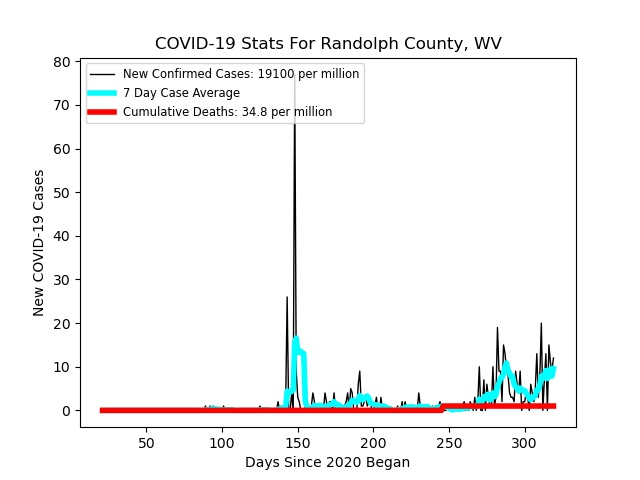 COVID-19 Stats For Randolph County, WV
New Confirmed Cases: 19100 per million
7 Day Case Average
Cumulative Deaths: 34.8 per million
New COVID-19 Cases
80
70
60
50
40
30
20
10
0
50 100 150 200 250 300
Days Since 2020 Began